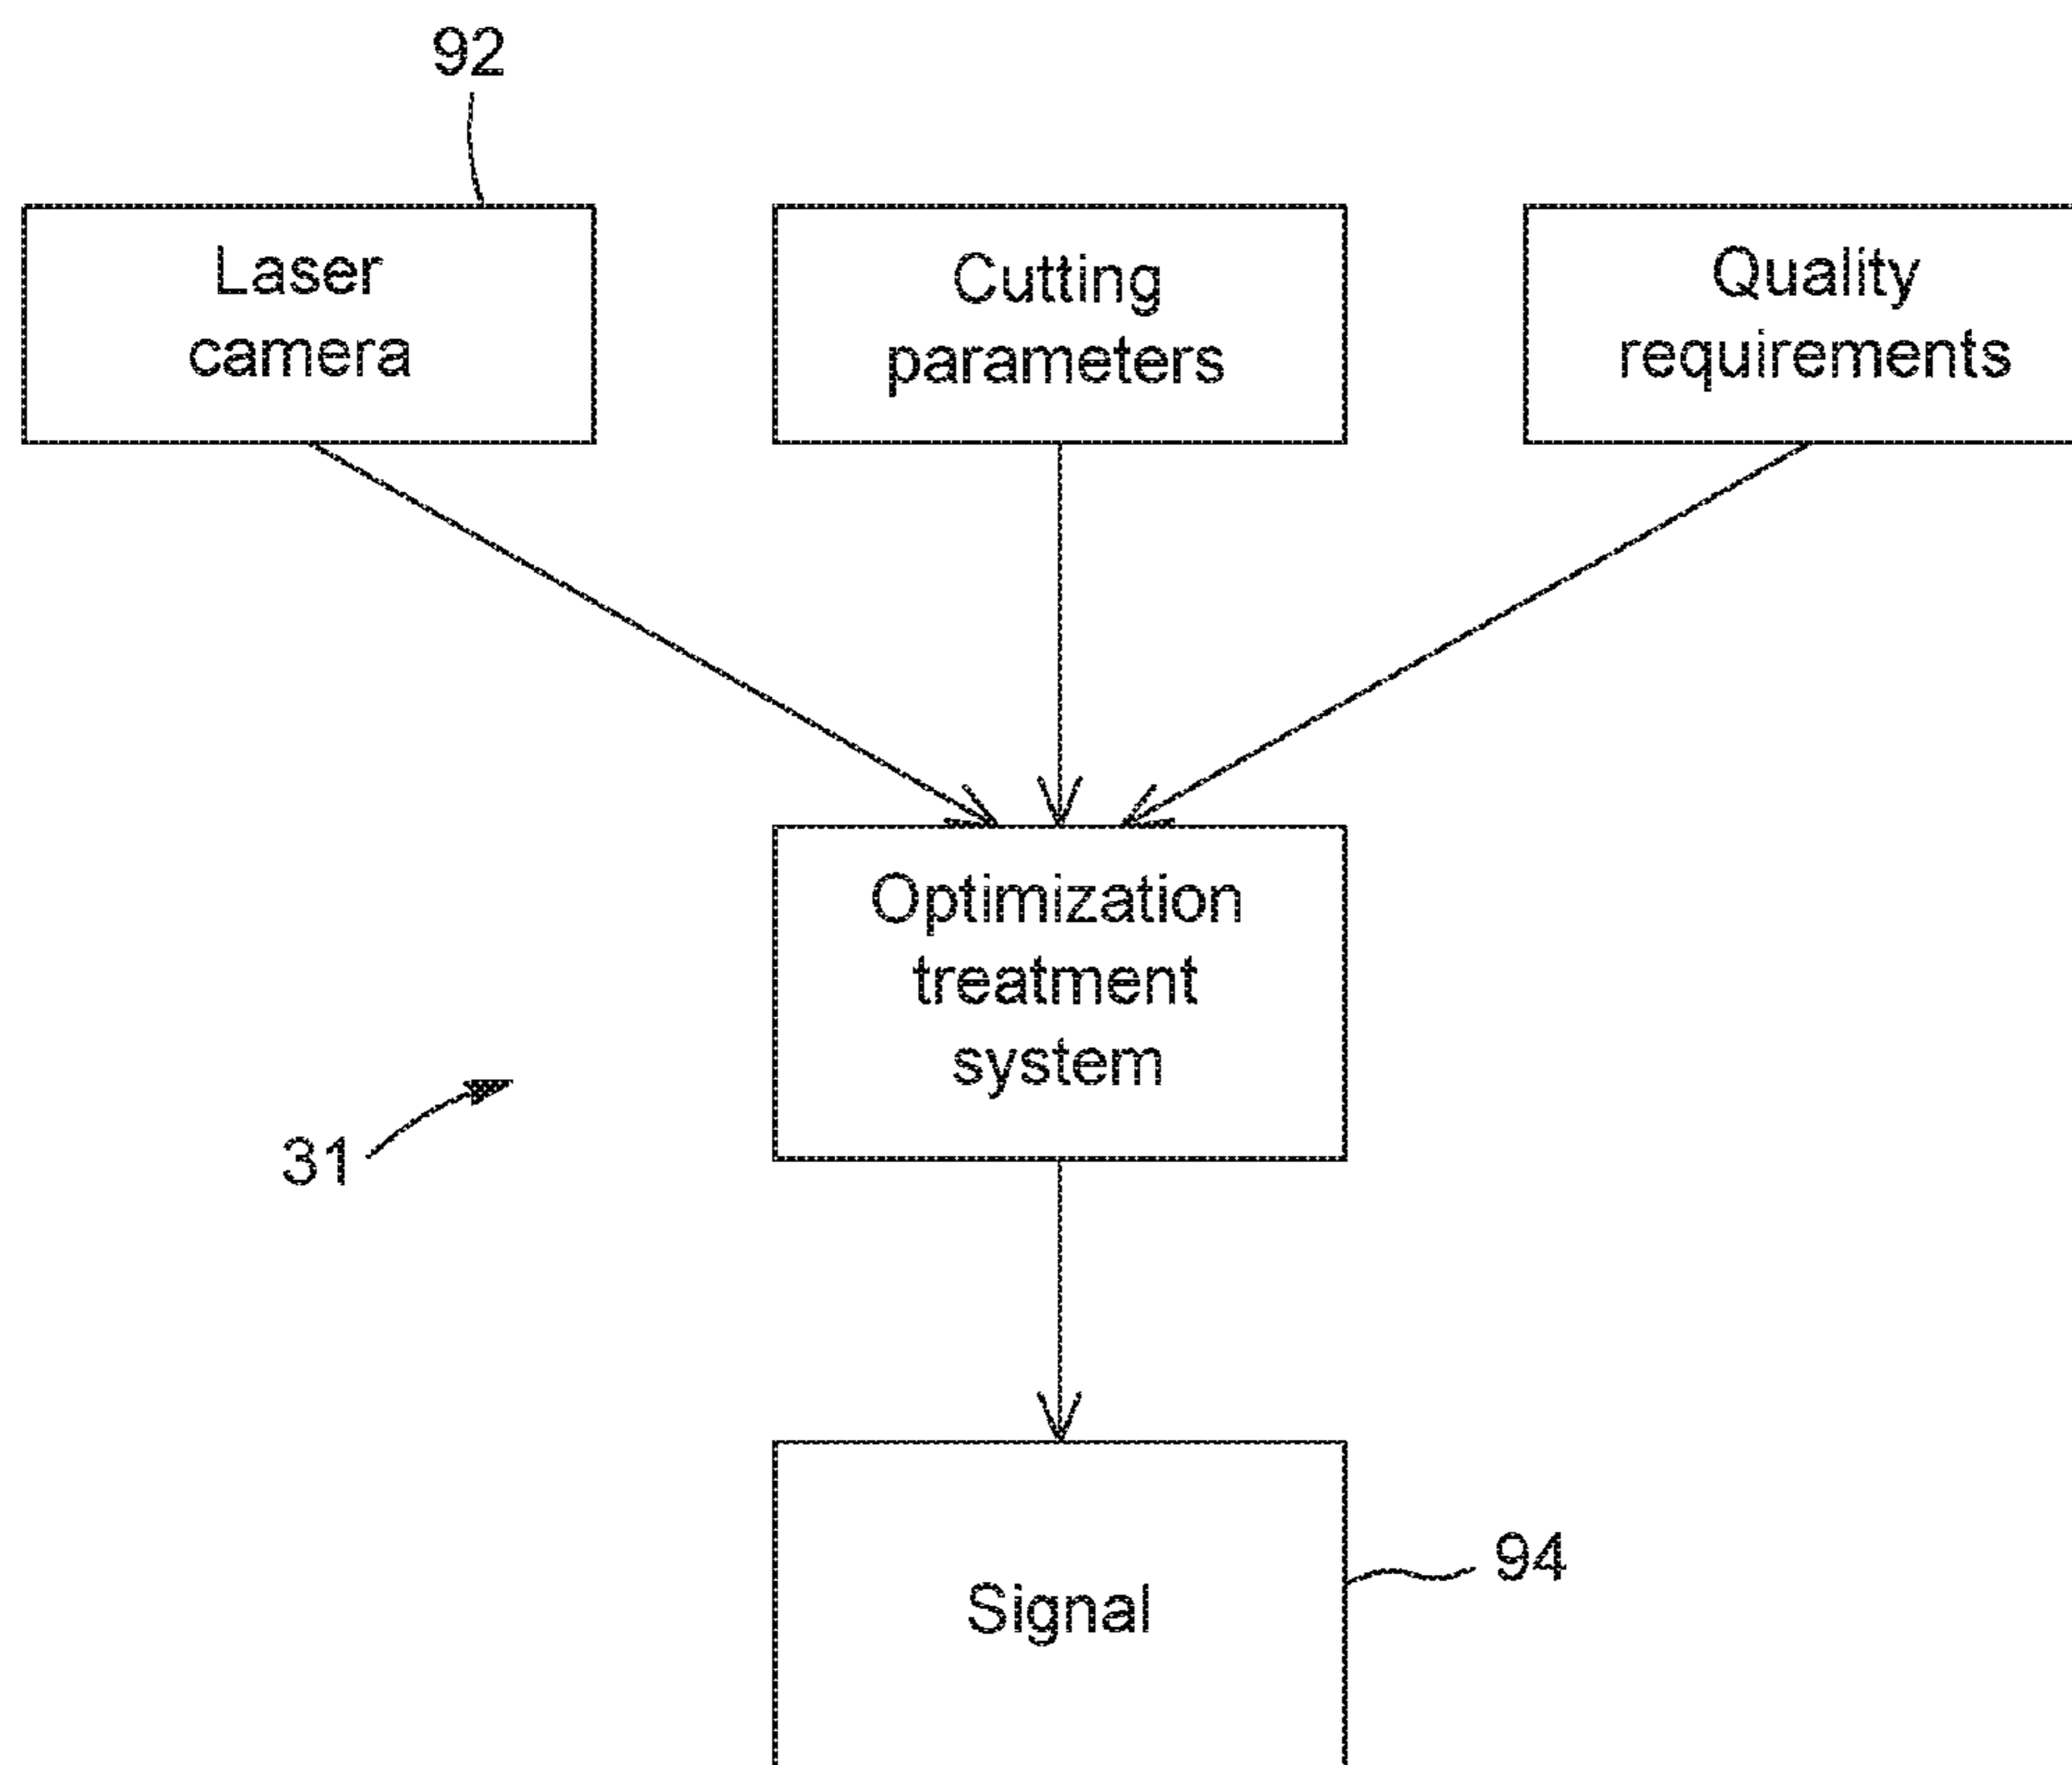 92
Laser
camera
Cutting
parameters
Quality
requirements
Optimization
treatment
system
31
Signal
94